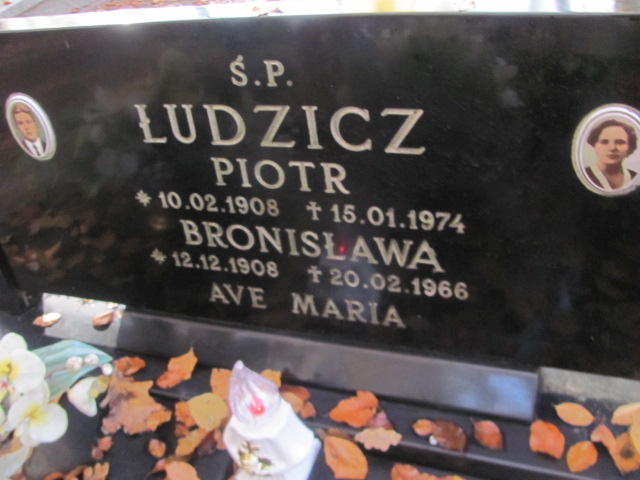 Ś.P.
ŁUDZICZ
PIOTR
* 10.02.1908 † 15.01.1974
BRONISŁAWA
* 12.12.1908 † 20.02.1966
AVE MARIA